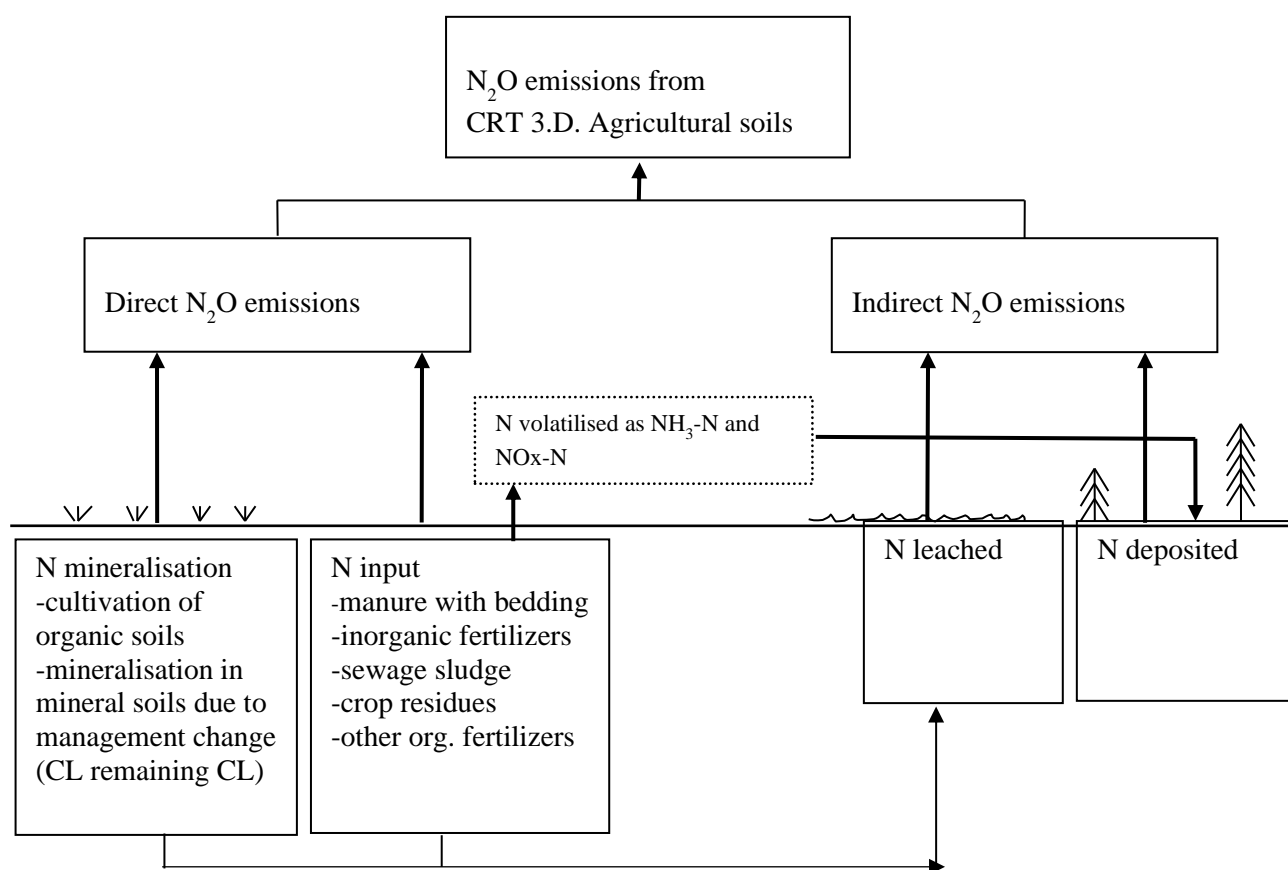 N₂O emissions from
CRT 3.D. Agricultural soils
Direct N₂O emissions
Indirect N₂O emissions
N volatilised as NH₃-N and
NOx-N
N mineralisation
-cultivation of
organic soils
-mineralisation in
mineral soils due to
management change
(CL remaining CL)
N input
-manure with bedding
-inorganic fertilizers
-sewage sludge
-crop residues
-other org. fertilizers
N leached
N deposited